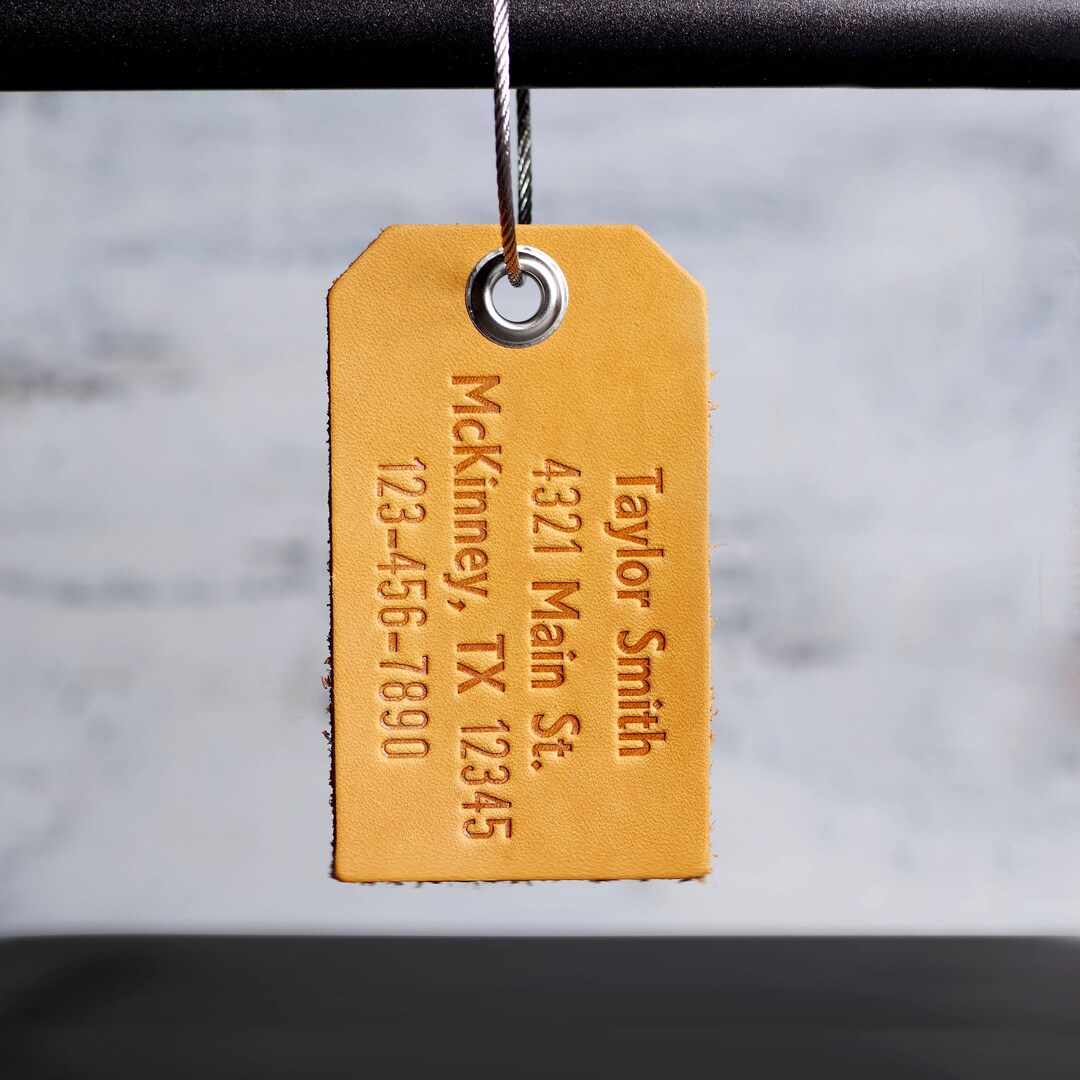 Taylor Smith
4321 Main St.
McKinney, TX 12345
123-456-7890